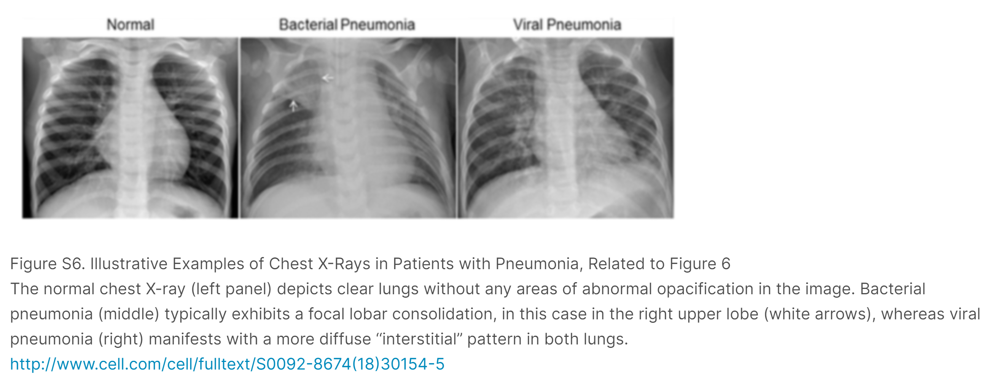 Normal
Bacterial Pneumonia
Viral Pneumonia
Figure S6. Illustrative Examples of Chest X-Rays in Patients with Pneumonia, Related to Figure 6
The normal chest X-ray (left panel) depicts clear lungs without any areas of abnormal opacification in the image. Bacterial
pneumonia (middle) typically exhibits a focal lobar consolidation, in this case in the right upper lobe (white arrows), whereas viral
pneumonia (right) manifests with a more diffuse “interstitial” pattern in both lungs.
http://www.cell.com/cell/fulltext/S0092-8674(18)30154-5